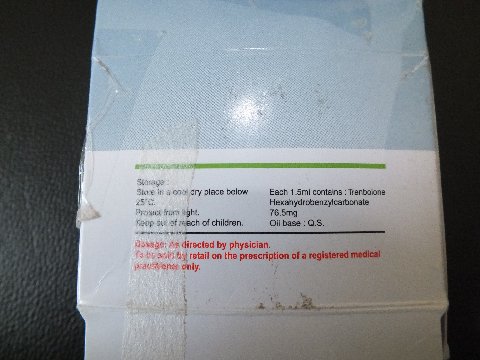 Storage :
Store in a cool dry place below
25°C.
Protect from light.
Keep out of reach of children.
Each 1.5ml contains : Trenbolone
Hexahydrobenzylcarbonate
76.5mg
Oil base : Q.S.
Dosage: As directed by physician.
To be sold by retail on the prescription of a registered medical
practitioner only.